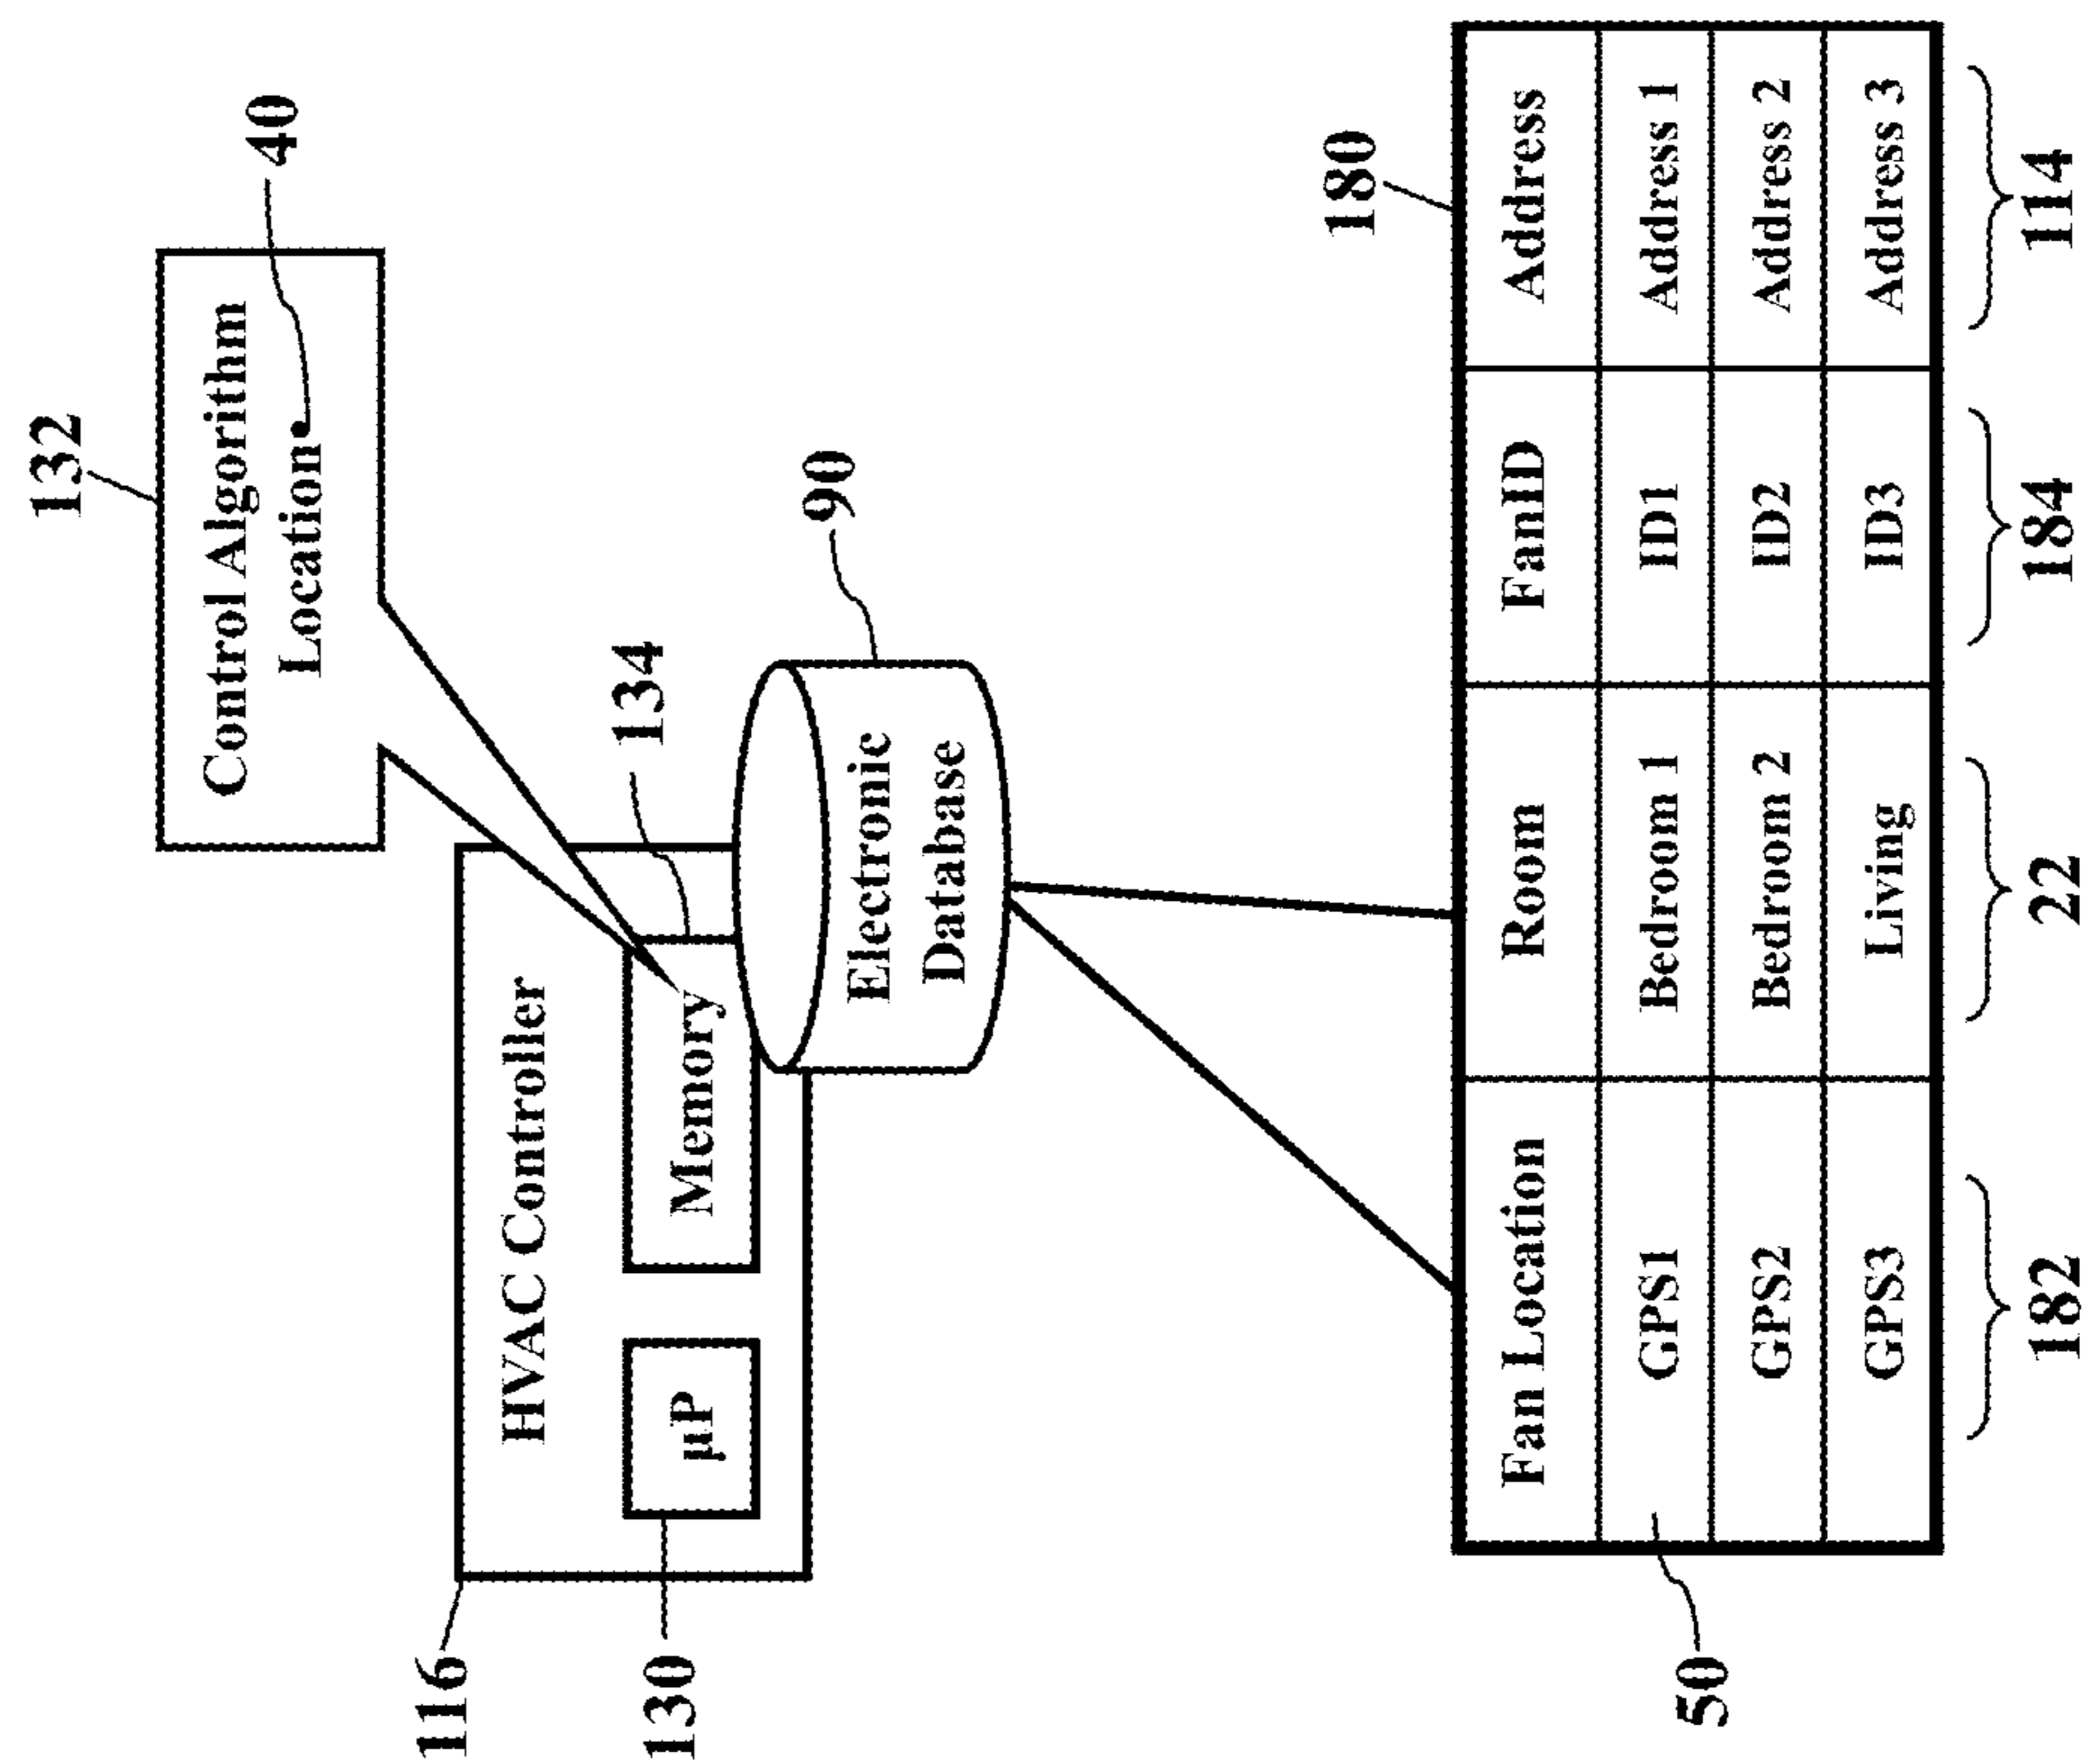 132
Control Algorithm
Location
40
116
HVAC Controller
130
µP
Memory
134
90
Electronic
Database
180
Fan Location Room FanID Address
GPS1 Bedroom 1 ID1 Address 1
GPS2 Bedroom 2 ID2 Address 2
GPS3 Living ID3 Address 3
50
182 22 184 114